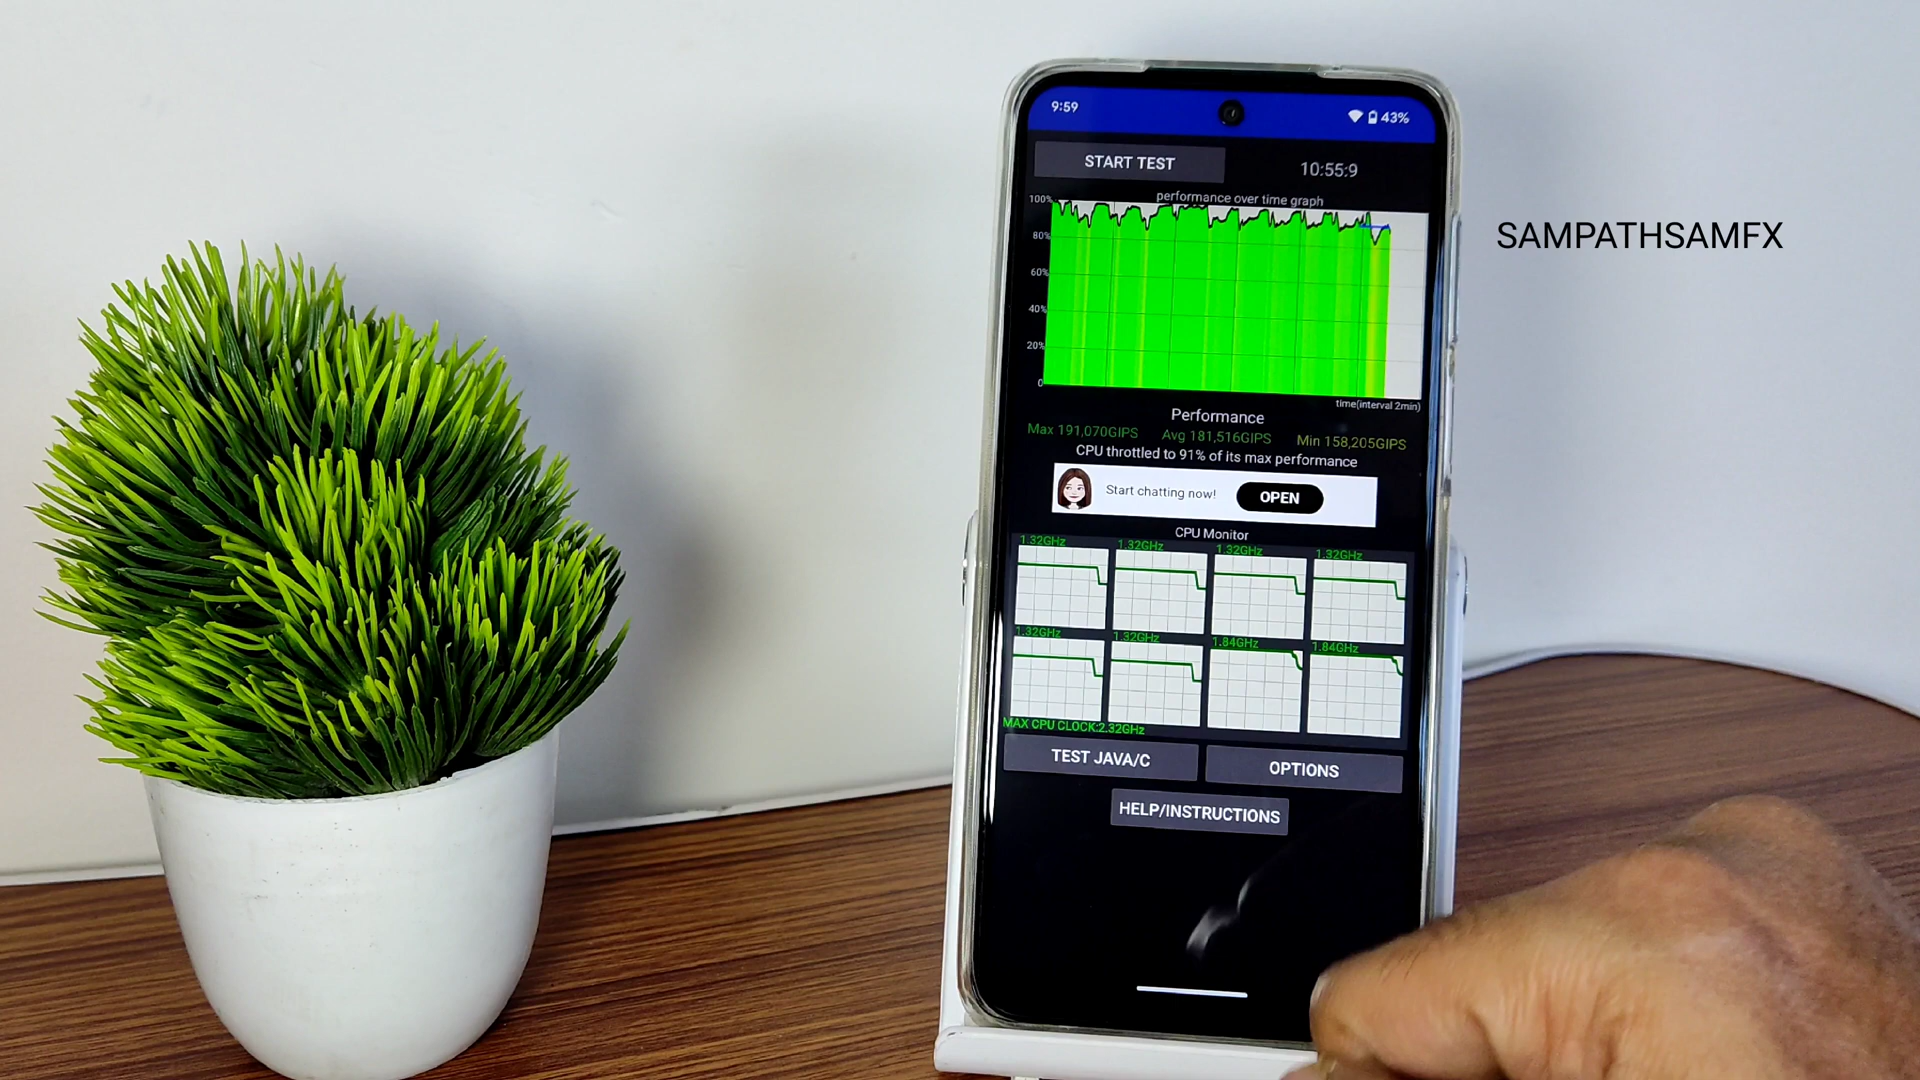 9:59
43%
START TEST
10:55:9
performance over time graph
100%
80%
60%
40%
20%
0
time(interval 2min)
Performance
Max 191,070GIPS Avg 181,516GIPS Min 158,205GIPS
CPU throttled to 91% of its max performance
Start chatting now! OPEN
CPU Monitor
1.32GHz 1.32GHz 1.32GHz 1.32GHz
1.32GHz 1.32GHz 1.84GHz 1.84GHz
MAX CPU CLOCK:2.32GHz
TEST JAVA/C OPTIONS
HELP/INSTRUCTIONS
SAMPATHSAMFX